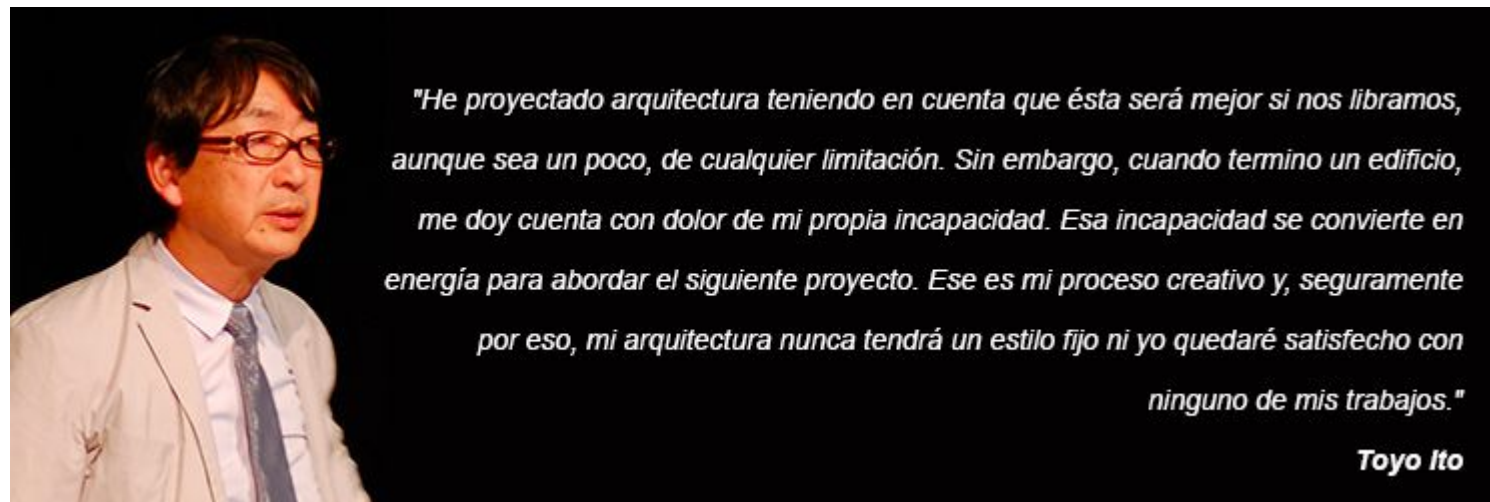 "He proyectado arquitectura teniendo en cuenta que ésta será mejor si nos libramos,
aunque sea un poco, de cualquier limitación. Sin embargo, cuando termino un edificio,
me doy cuenta con dolor de mi propia incapacidad. Esa incapacidad se convierte en
energía para abordar el siguiente proyecto. Ese es mi proceso creativo y, seguramente
por eso, mi arquitectura nunca tendrá un estilo fijo ni yo quedaré satisfecho con
ninguno de mis trabajos."
Toyo Ito